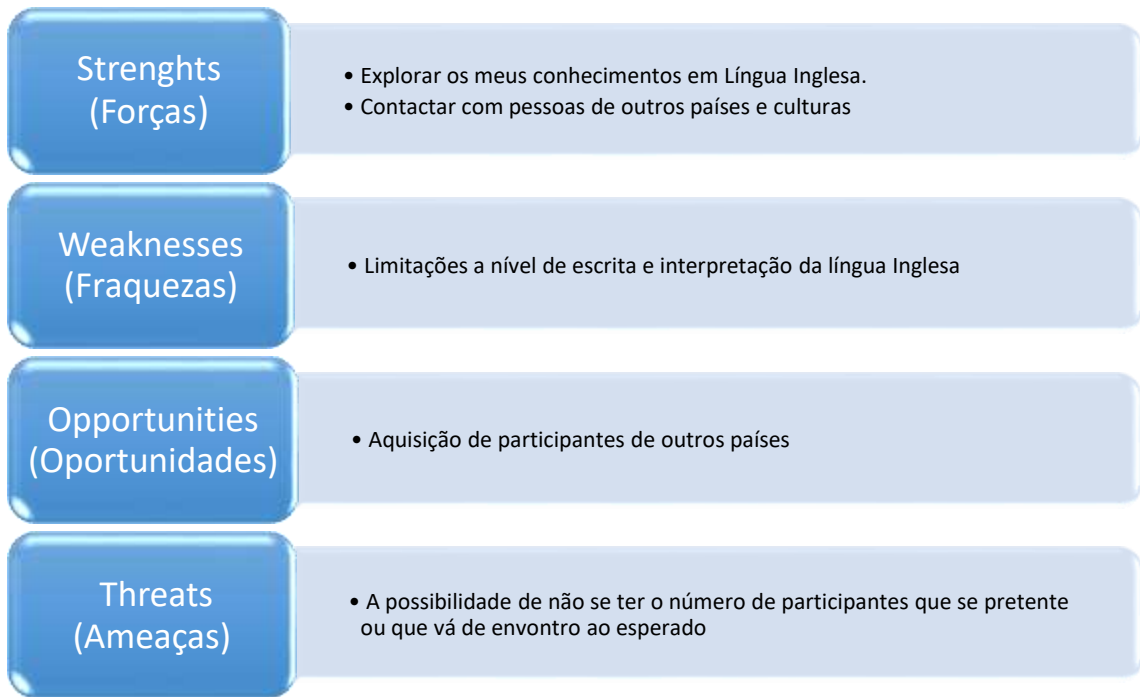 Strenghts
(Forças)
• Explorar os meus conhecimentos em Língua Inglesa.
• Contactar com pessoas de outros países e culturas
Weaknesses
(Fraquezas)
• Limitações a nível de escrita e interpretação da língua Inglesa
Opportunities
(Oportunidades)
• Aquisição de participantes de outros países
Threats
(Ameaças)
• A possibilidade de não se ter o número de participantes que se pretente
ou que vá de envontro ao esperado